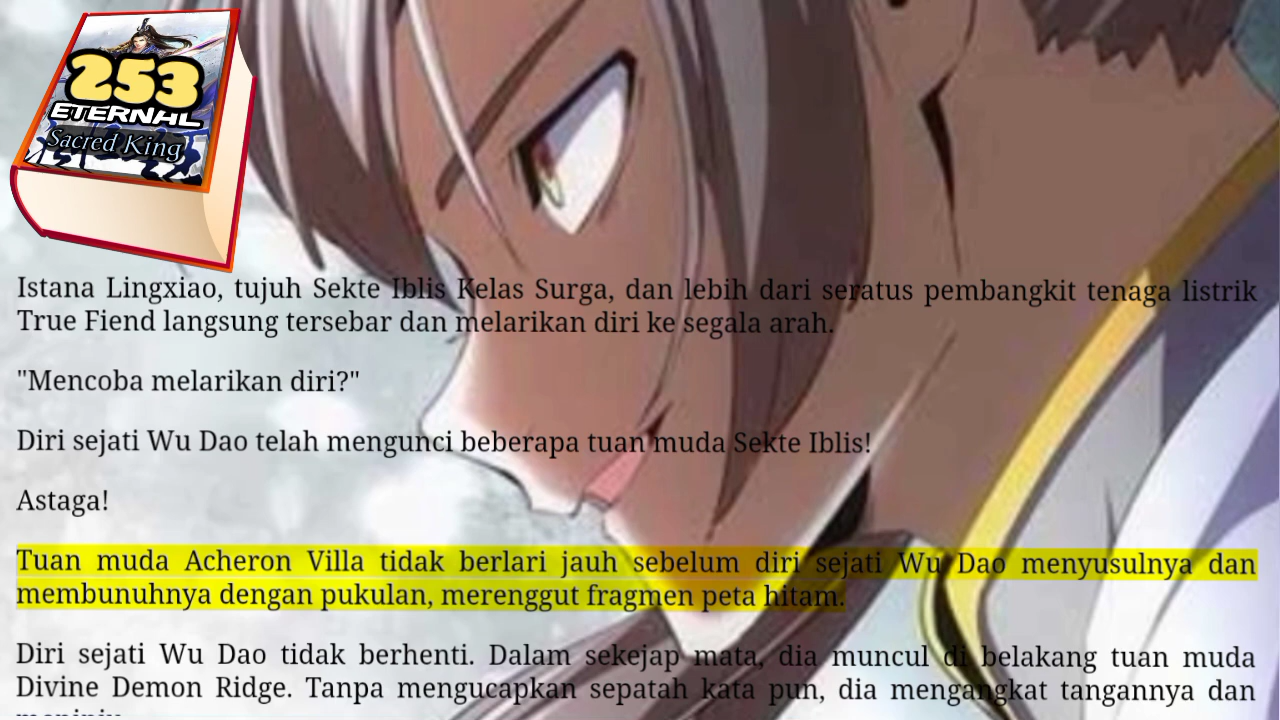 253
ETERNAL
Sacred King
Istana Lingxiao, tujuh Sekte Iblis Kelas Surga, dan lebih dari seratus pembangkit tenaga listrik
True Fiend langsung tersebar dan melarikan diri ke segala arah.
"Mencoba melarikan diri?"
Diri sejati Wu Dao telah mengunci beberapa tuan muda Sekte Iblis!
Astaga!
Tuan muda Acheron Villa tidak berlari jauh sebelum diri sejati Wu Dao menyusulnya dan
membunuhnya dengan pukulan, merenggut fragmen peta hitam.
Diri sejati Wu Dao tidak berhenti. Dalam sekejap mata, dia muncul di belakang tuan muda
Divine Demon Ridge. Tanpa mengucapkan sepatah kata pun, dia mengangkat tangannya dan